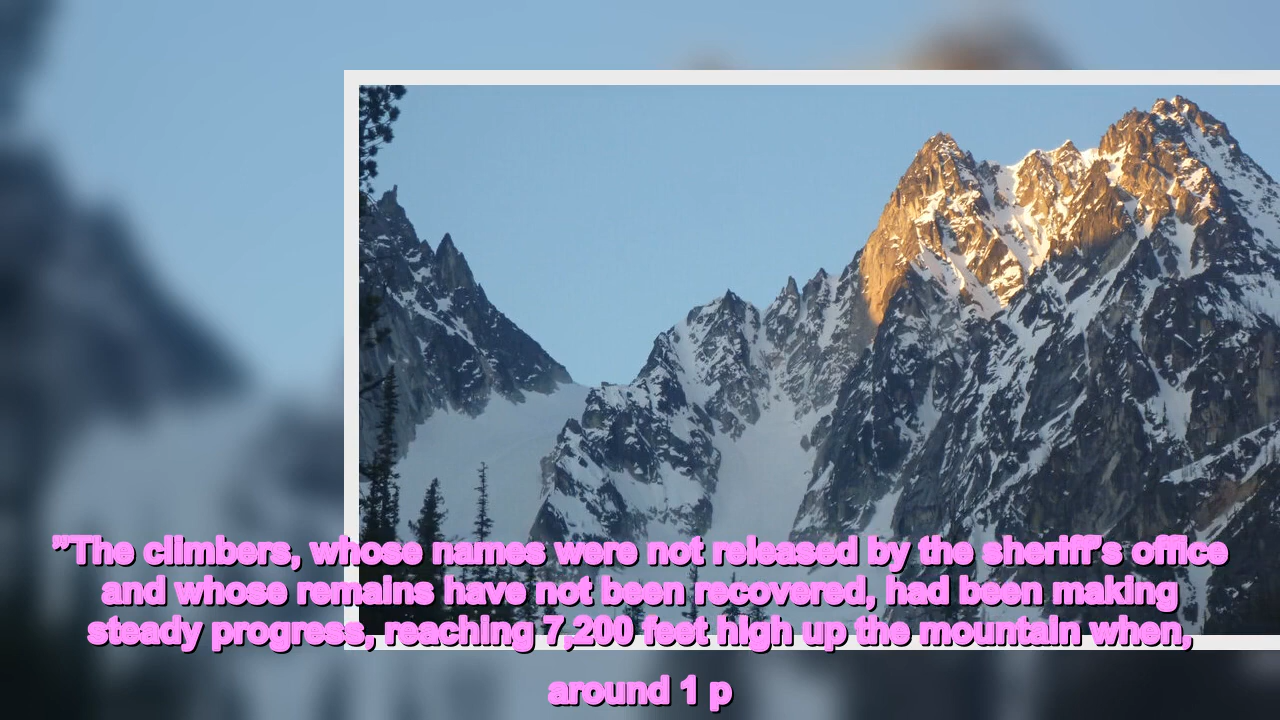 ”The climbers, whose names were not released by the sheriff’s office
and whose remains have not been recovered, had been making
steady progress, reaching 7,200 feet high up the mountain when,
around 1 p